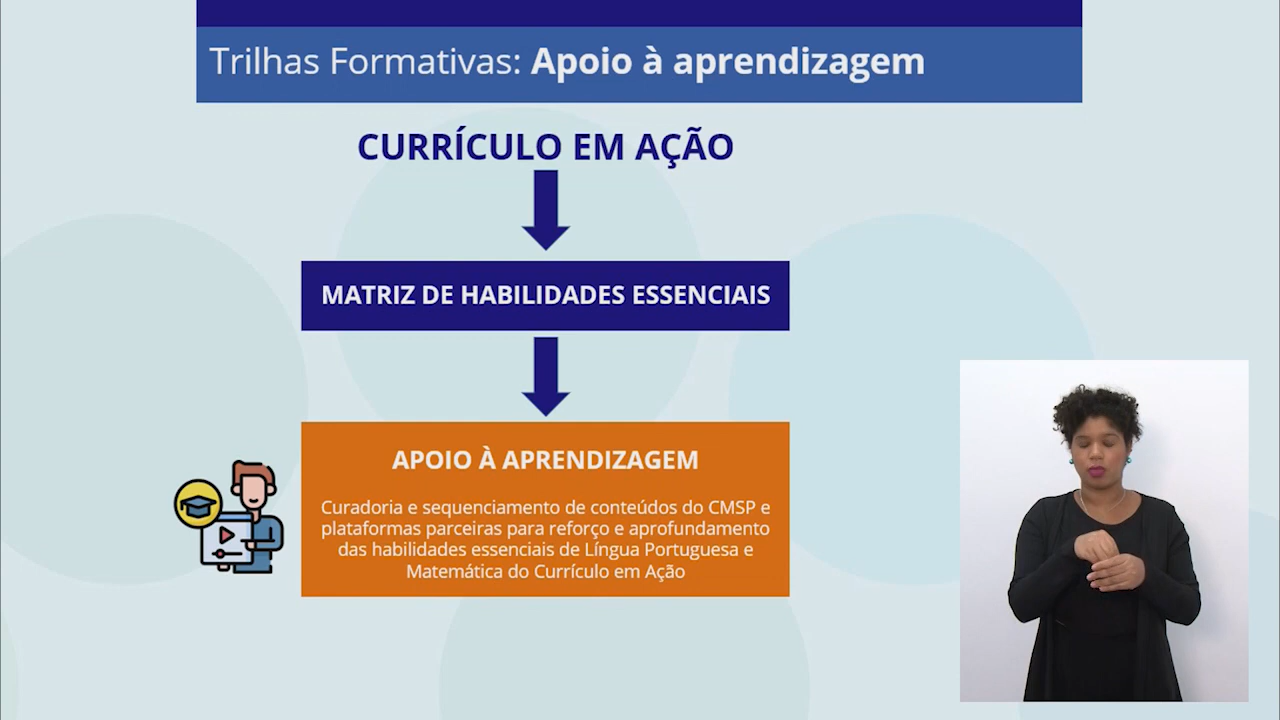 Trilhas Formativas: Apoio à aprendizagem
CURRÍCULO EM AÇÃO
MATRIZ DE HABILIDADES ESSENCIAIS
APOIO À APRENDIZAGEM
Curadoria e sequenciamento de conteúdos do CMSP e
plataformas parceiras para reforço e aprofundamento
das habilidades essenciais de Língua Portuguesa e
Matemática do Currículo em Ação